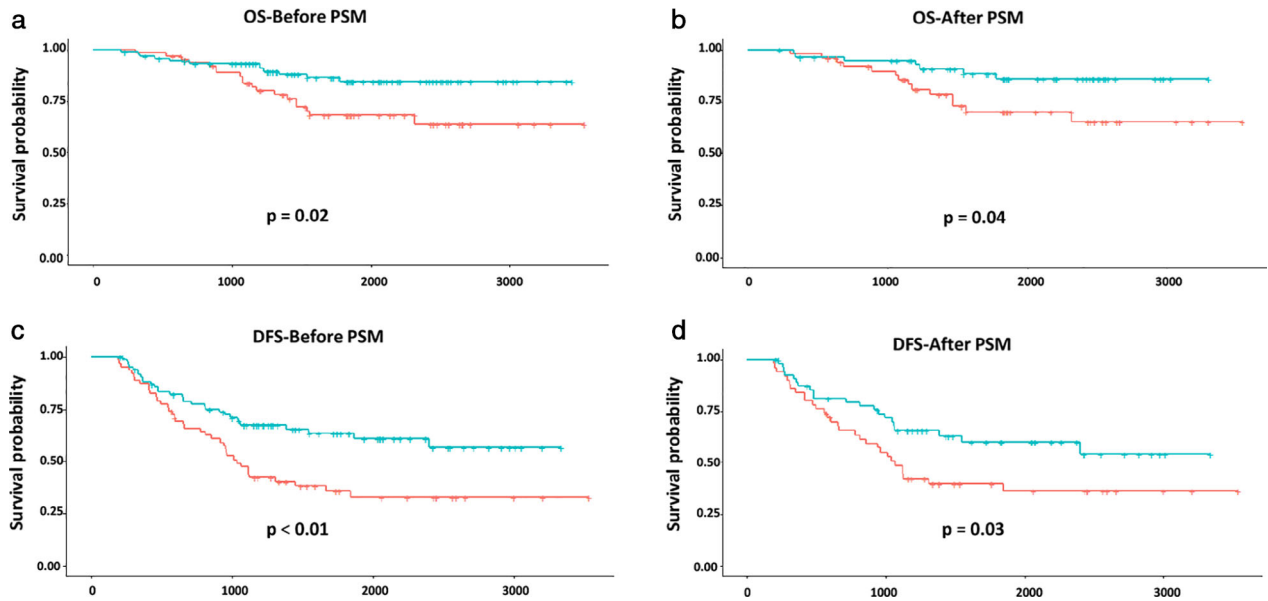 a
OS-Before PSM
1.00
0.75
0.50
0.25
0.00
Survival probability
p = 0.02
0 1000 2000 3000
b
OS-After PSM
1.00
0.75
0.50
0.25
0.00
Survival probability
p = 0.04
0 1000 2000 3000
c
DFS-Before PSM
1.00
0.75
0.50
0.25
0.00
Survival probability
p < 0.01
0 1000 2000 3000
d
DFS-After PSM
1.00
0.75
0.50
0.25
0.00
Survival probability
p = 0.03
0 1000 2000 3000